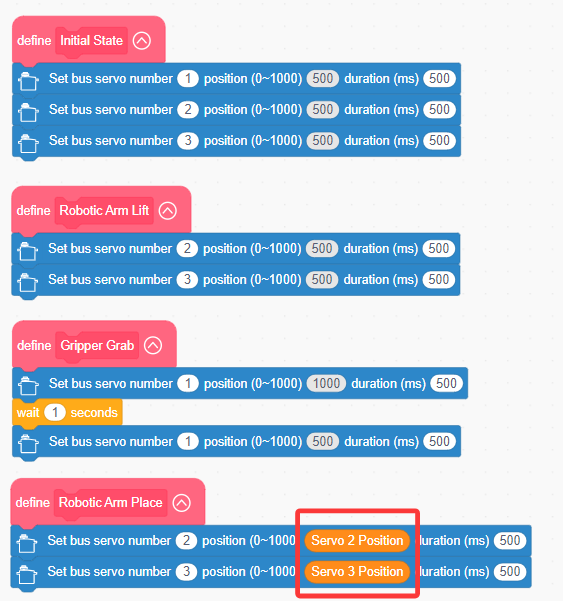 define Initial State
Set bus servo number 1 position (0~1000) 500 duration (ms) 500
Set bus servo number 2 position (0~1000) 500 duration (ms) 500
Set bus servo number 3 position (0~1000) 500 duration (ms) 500
define Robotic Arm Lift
Set bus servo number 2 position (0~1000) 500 duration (ms) 500
Set bus servo number 3 position (0~1000) 500 duration (ms) 500
define Gripper Grab
Set bus servo number 1 position (0~1000) 1000 duration (ms) 500
wait 1 seconds
Set bus servo number 1 position (0~1000) 500 duration (ms) 500
define Robotic Arm Place
Set bus servo number 2 position (0~1000 Servo 2 Position uration (ms) 500
Set bus servo number 3 position (0~1000 Servo 3 Position uration (ms) 500